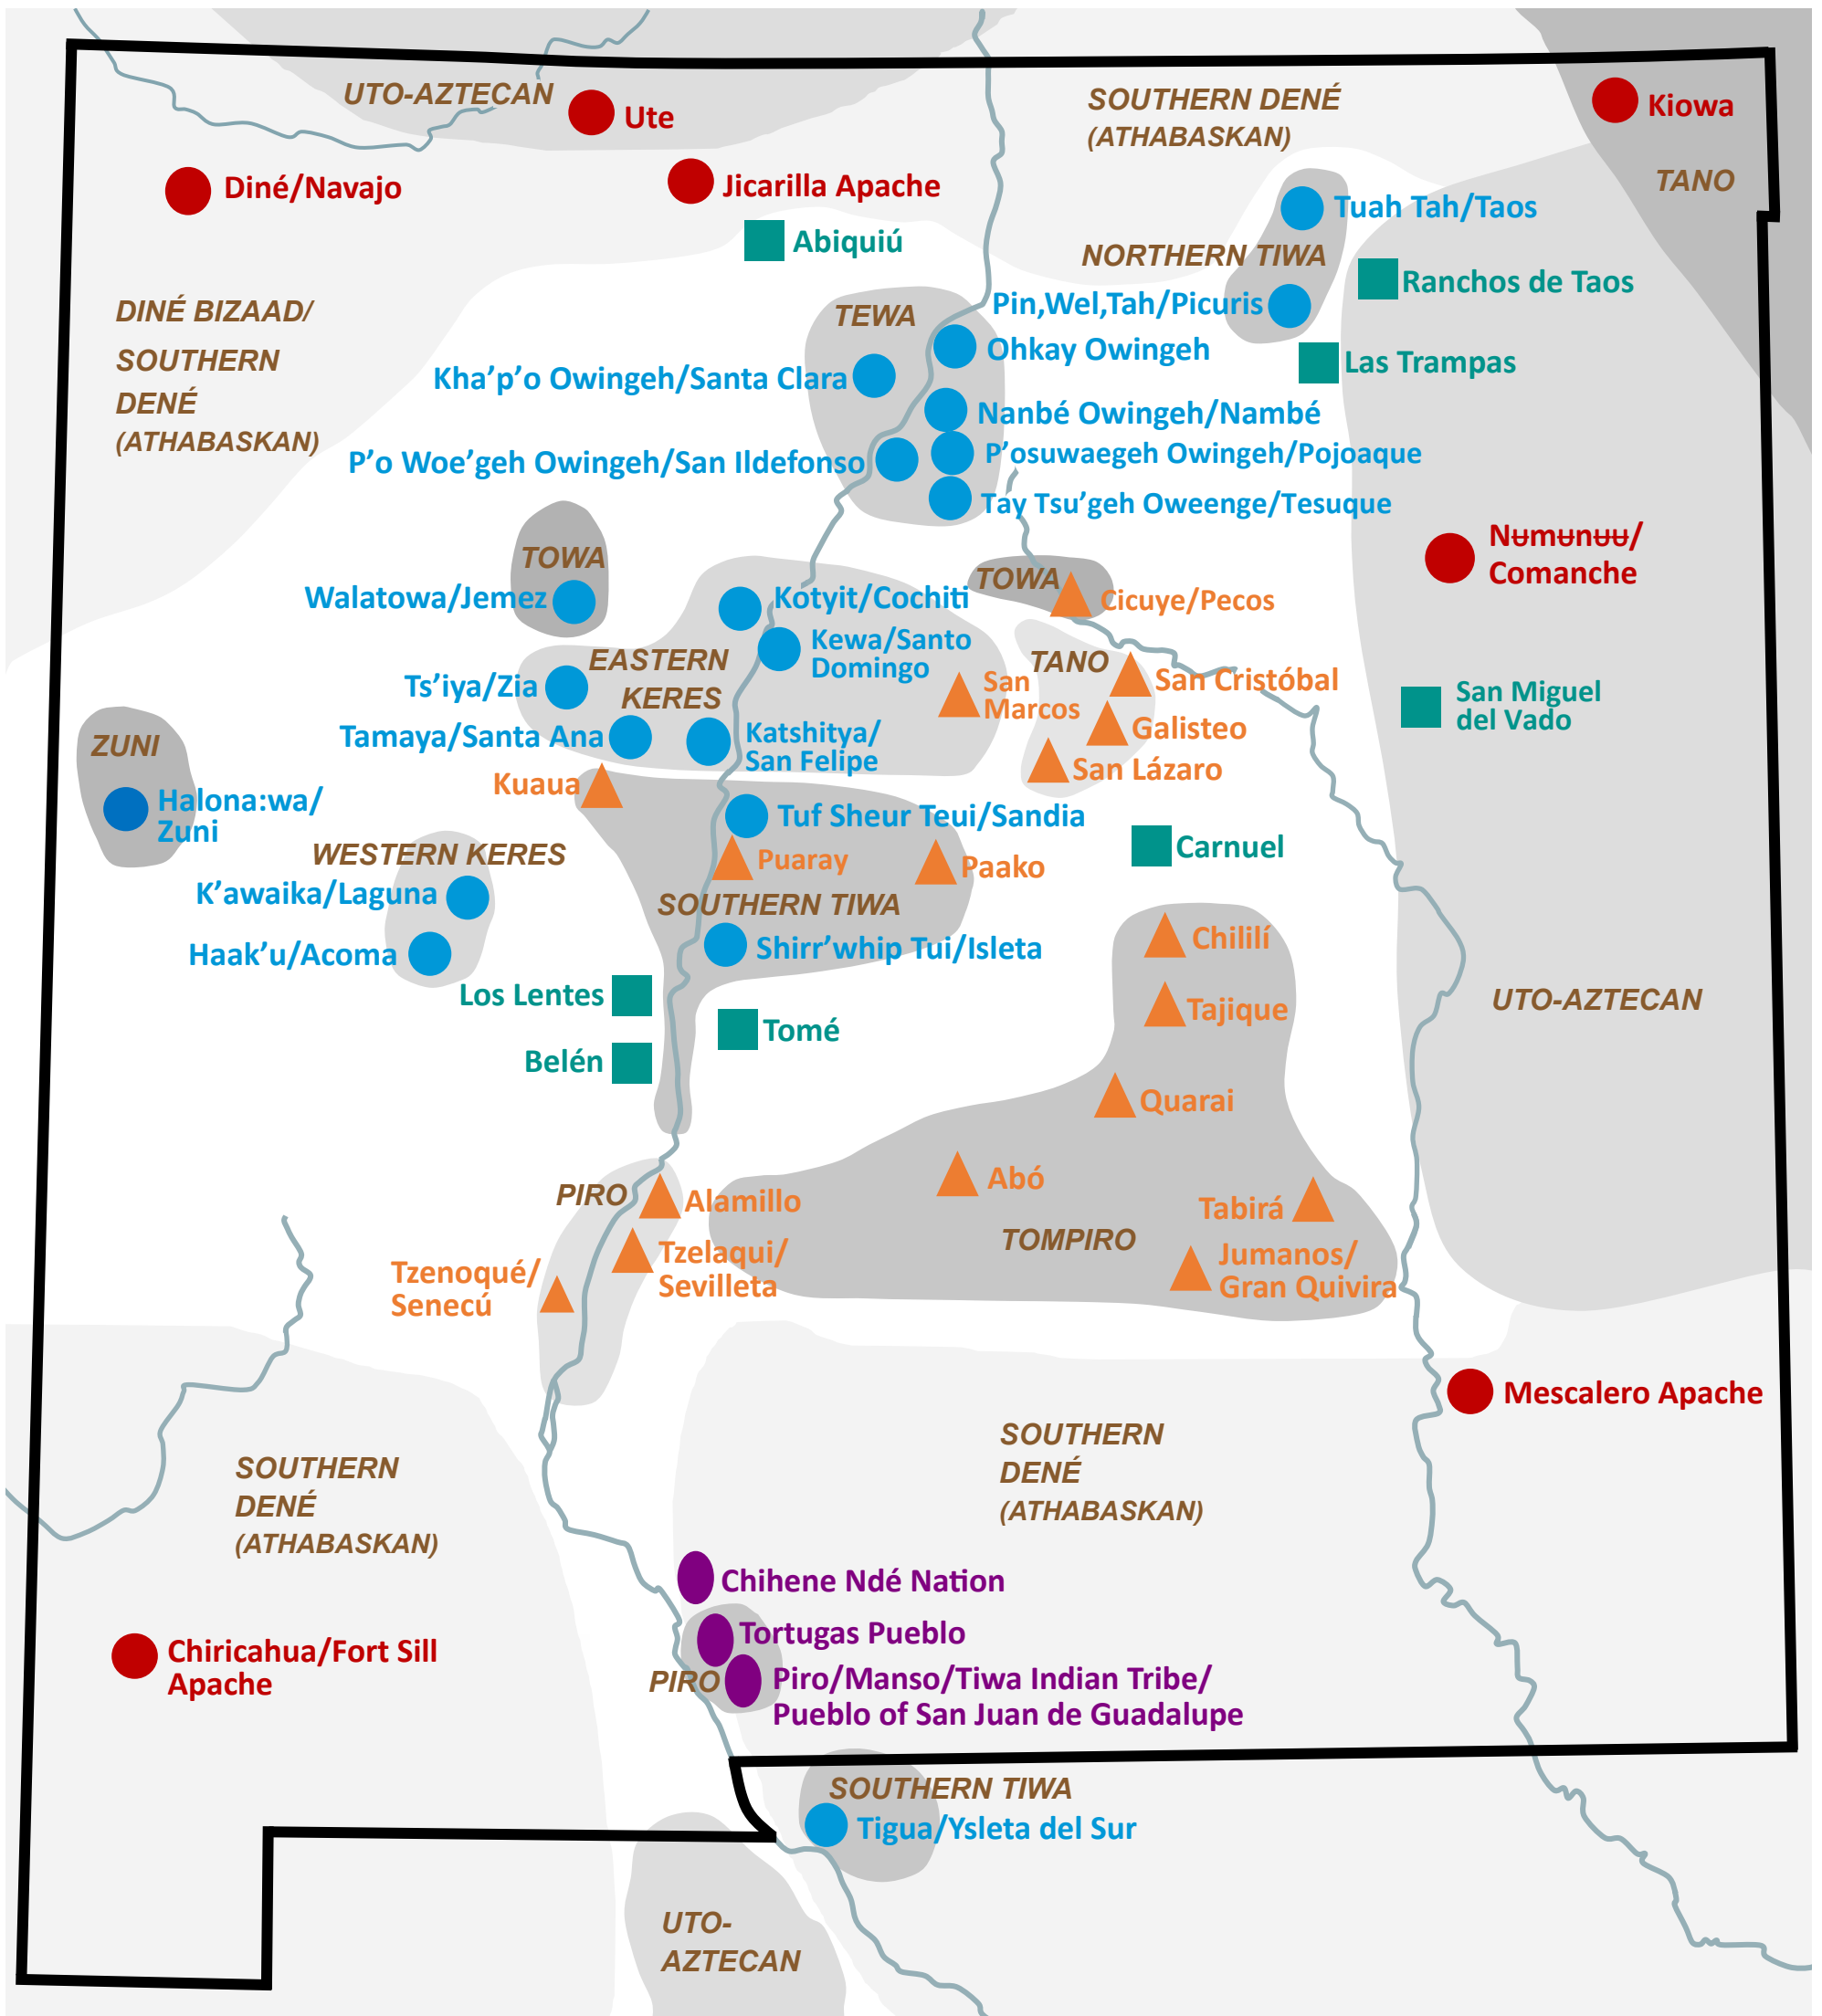 UTO-AZTECAN
Ute
SOUTHERN DENÉ
(ATHABASKAN)
Kiowa
TANO
Diné/Navajo
Jicarilla Apache
Abiquiú
Tuah Tah/Taos
NORTHERN TIWA
Ranchos de Taos
Pin,Wel,Tah/Picuris
DINÉ BIZAAD/
SOUTHERN
DENÉ
(ATHABASKAN)
TEWA
Ohkay Owingeh
Las Trampas
Kha’p’o Owingeh/Santa Clara
Nanbé Owingeh/Nambé
P’osuwaegeh Owingeh/Pojoaque
P’o Woe’geh Owingeh/San Ildefonso
Tay Tsu’geh Oweenge/Tesuque
Nʉmʉnʉʉ/
Comanche
TOWA
Walatowa/Jemez
Kotyit/Cochiti
TOWA
Cicuye/Pecos
Kewa/Santo
Domingo
EASTERN
KERES
Ts’iya/Zia
TANO
San Cristóbal
San
Marcos
Galisteo
San Lázaro
San Miguel
del Vado
Tamaya/Santa Ana
Katshitya/
San Felipe
Kuaua
ZUNI
Halona:wa/
Zuni
Tuf Sheur Teui/Sandia
Puaray
Paako
Carnuel
WESTERN KERES
K’awaika/Laguna
SOUTHERN TIWA
Haak’u/Acoma
Shirr’whip Tui/Isleta
Chililí
Los Lentes
Tajique
UTO-AZTECAN
Tomé
Belén
Quarai
Abó
PIRO
Alamillo
Tabirá
TOMPIRO
Tzelaqui/
Sevilleta
Tzenoqué/
Senecú
Jumanos/
Gran Quivira
Mescalero Apache
SOUTHERN
DENÉ
(ATHABASKAN)
SOUTHERN
DENÉ
(ATHABASKAN)
Chihene Ndé Nation
Tortugas Pueblo
Chiricahua/Fort Sill
Apache
PIRO
Piro/Manso/Tiwa Indian Tribe/
Pueblo of San Juan de Guadalupe
SOUTHERN TIWA
Tigua/Ysleta del Sur
UTO-
AZTECAN